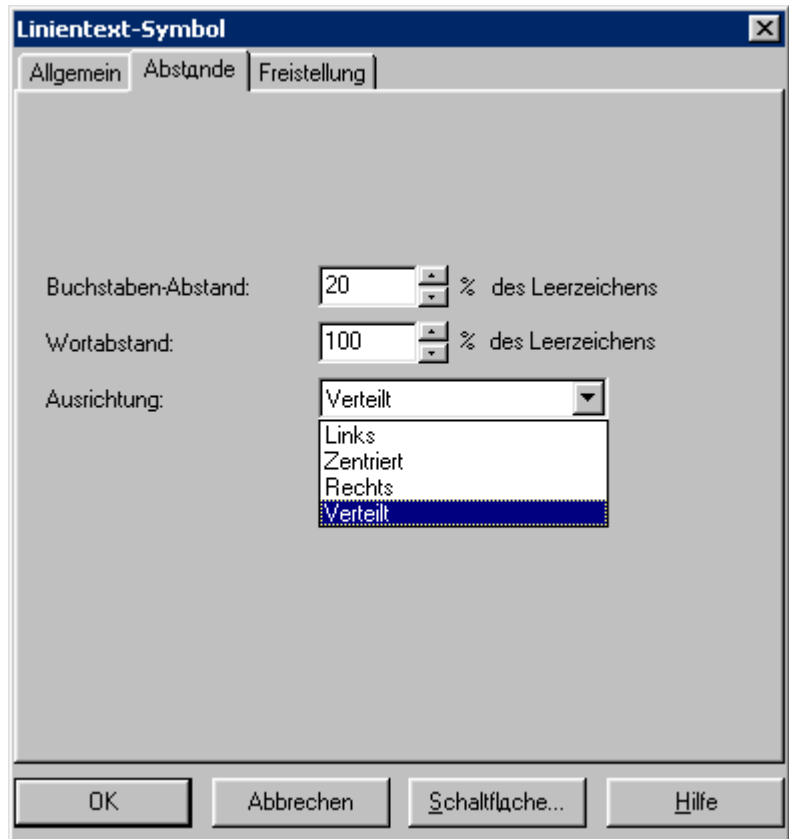 Linientext-Symbol
Allgemein Abstände Freistellung
Buchstaben-Abstand: 20 % des Leerzeichens
Wortabstand: 100 % des Leerzeichens
Ausrichtung: Verteilt
Links
Zentriert
Rechts
Verteilt
OK Abbrechen Schaltfläche... Hilfe